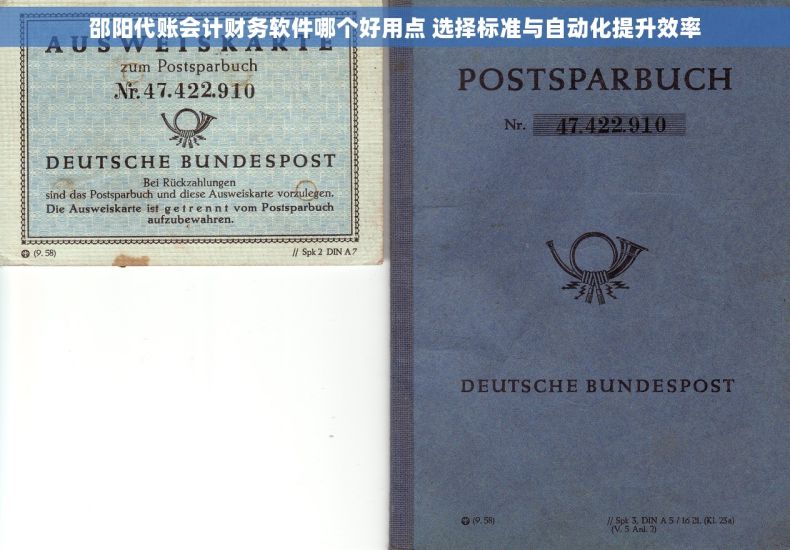 邵阳代账会计财务软件哪个好用点 选择标准与自动化提升效率
AUSWEISKARTE
zum Postsparbuch
Nr. 47.422.910
DEUTSCHE BUNDESPOST
Bei Rückzahlungen
sind das Postsparbuch und diese Ausweiskarte vorzulegen.
Die Ausweiskarte ist getrennt vom Postsparbuch
aufzubewahren.
(9. 58) // Spk 2 DIN A 7
POSTSPARBUCH
Nr. 47.422.910
DEUTSCHE BUNDESPOST
(9. 58) // Spk 3, DIN A 5 / 16 Bl. (Kl. 23a)
(V, 5 Anl. 2)